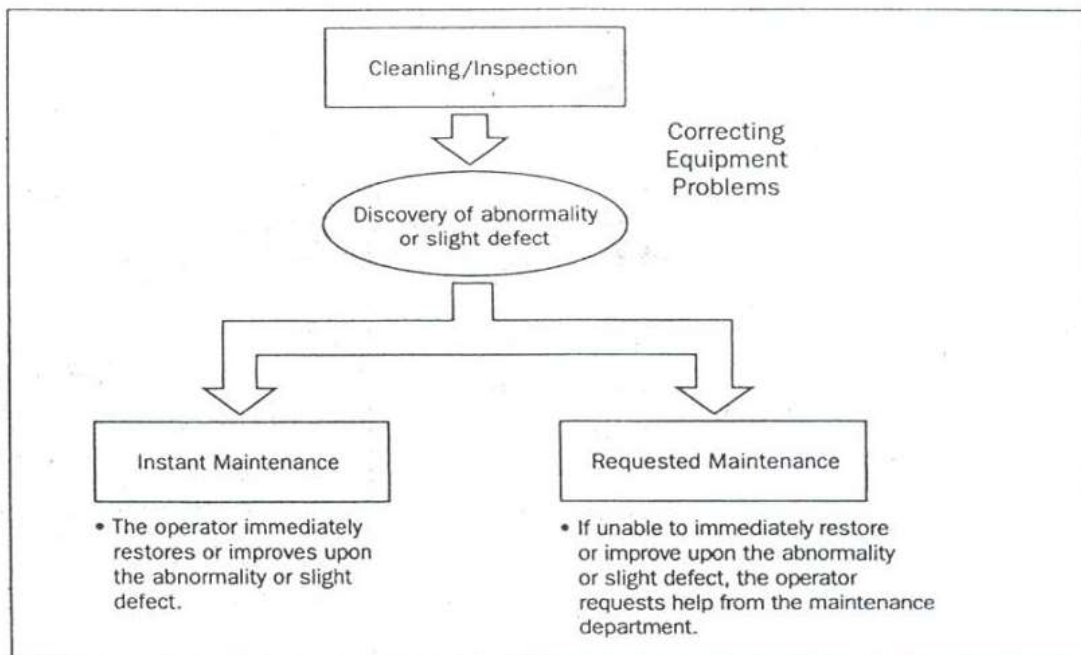 Cleanling/Inspection
Correcting
Equipment
Problems
Discovery of abnormality
or slight defect
Instant Maintenance
• The operator immediately
restores or improves upon
the abnormality or slight
defect.
Requested Maintenance
• If unable to immediately restore
or improve upon the abnormality
or slight defect, the operator
requests help from the maintenance
department.